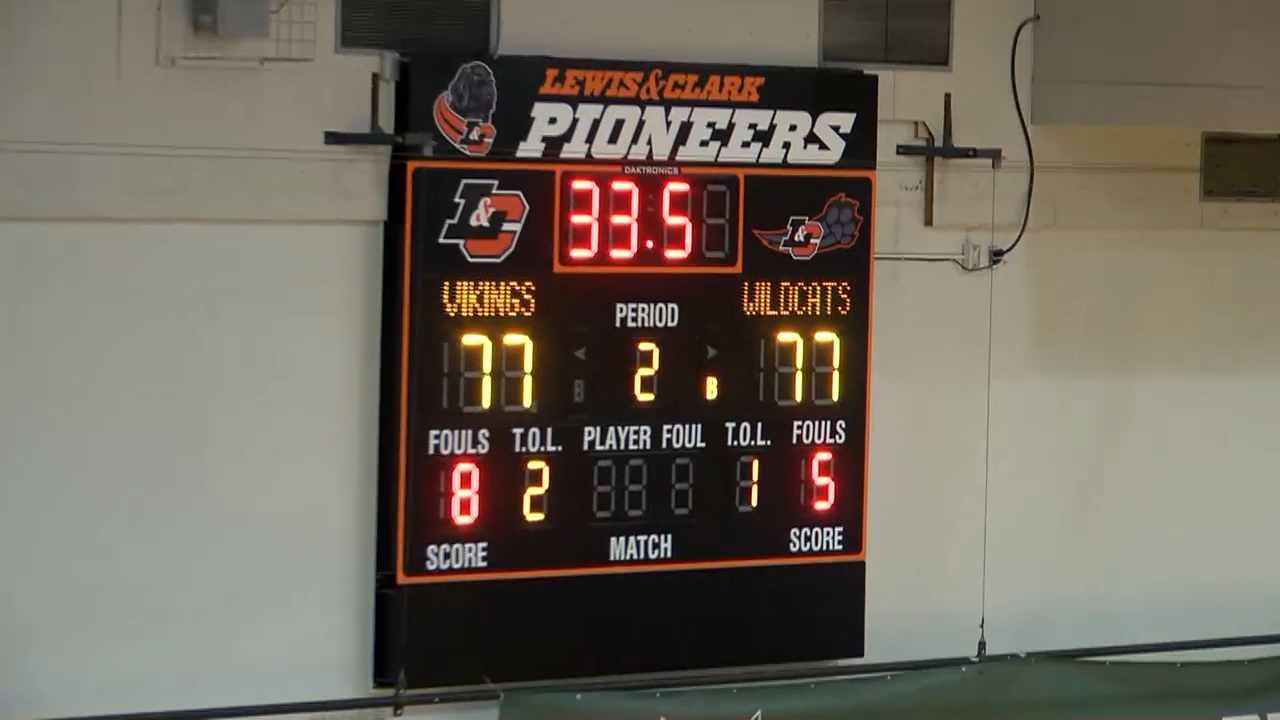 LEWIS & CLARK
PIONEERS
L&C
DAKTRONICS
L&C
33.5
L&C
VIKINGS
PERIOD
WILDCATS
77
2
B
77
FOULS
T.O.L.
PLAYER FOUL
T.O.L.
FOULS
8
2
1
5
SCORE
MATCH
SCORE